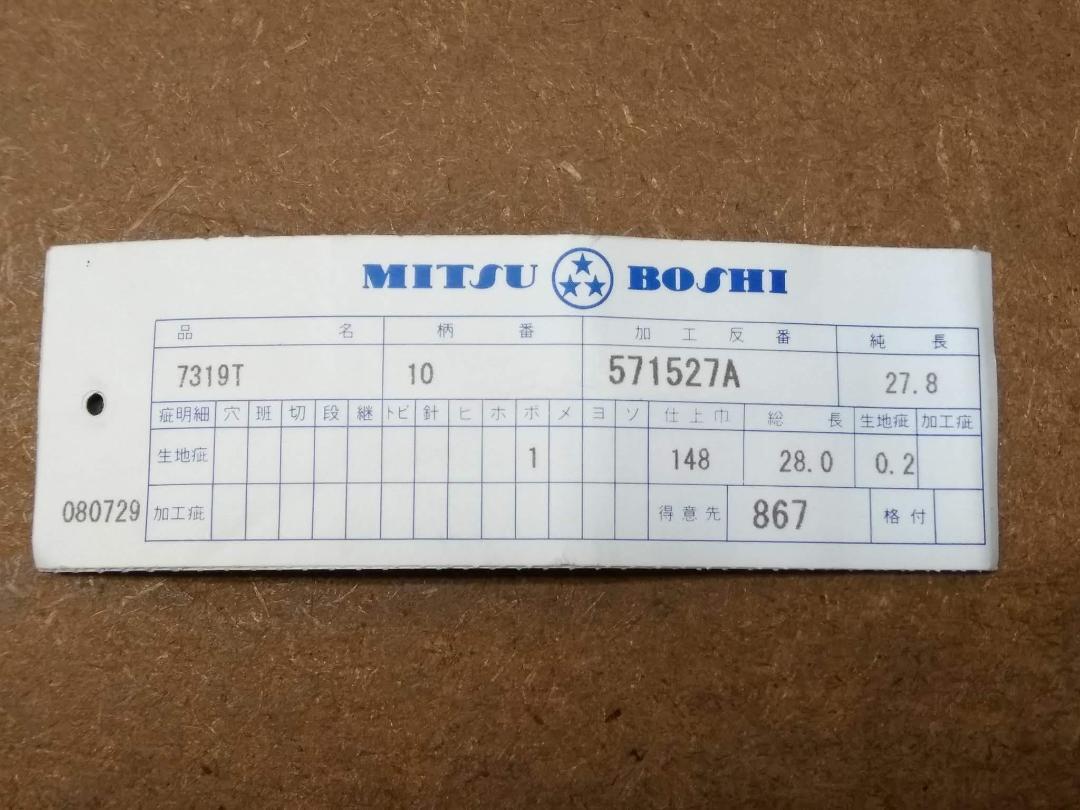 MITSU BOSHI
品名 柄番 加工反番 純長
7319T 10 571527A 27.8
疵明細 穴 班 切 段 継 トビ 針 ヒ ホ ボ メ ヨ ソ 仕上巾 総長 生地疵 加工疵
生地疵 1 148 28.0 0.2
080729 加工疵 得意先 867 格付